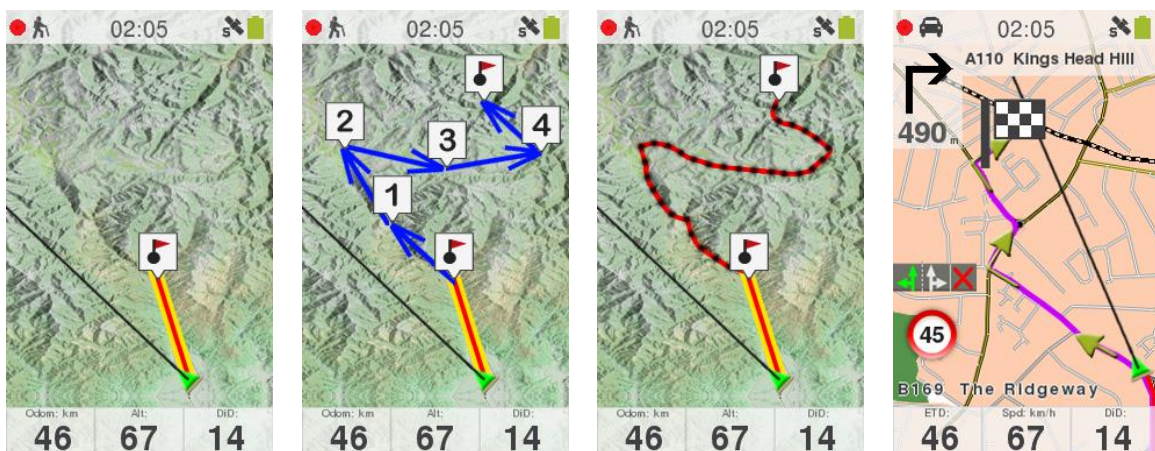 02:05
S
Odom: km
Alt:
DiD:
46
67
14
02:05
S
2
3
4
1
Odom: km
Alt:
DiD:
46
67
14
02:05
S
Odom: km
Alt:
DiD:
46
67
14
02:05
S
A110 Kings Head Hill
490m
45
B169 The Ridgeway
ETD:
Spd: km/h
DiD:
46
67
14